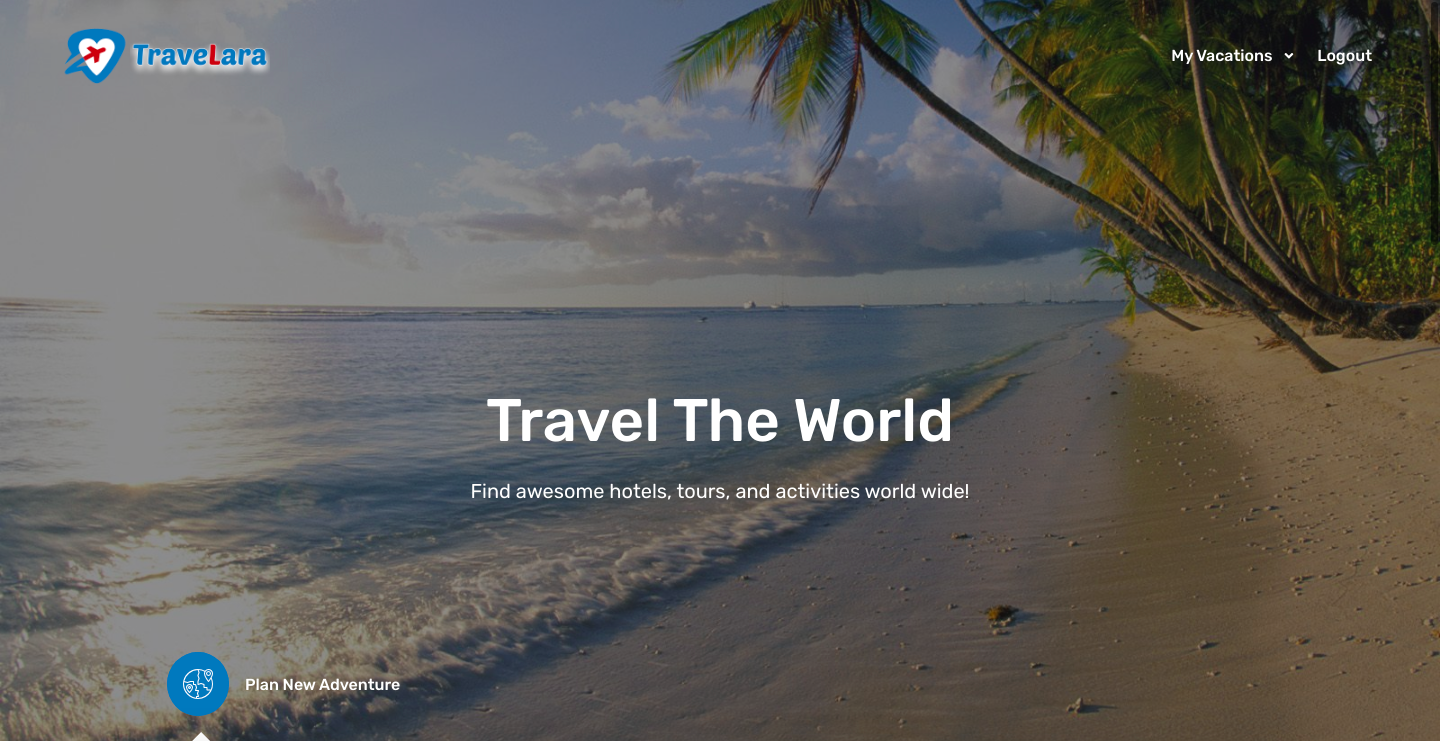 TraveLara
My Vacations
Logout
Travel The World
Find awesome hotels, tours, and activities world wide!
Plan New Adventure